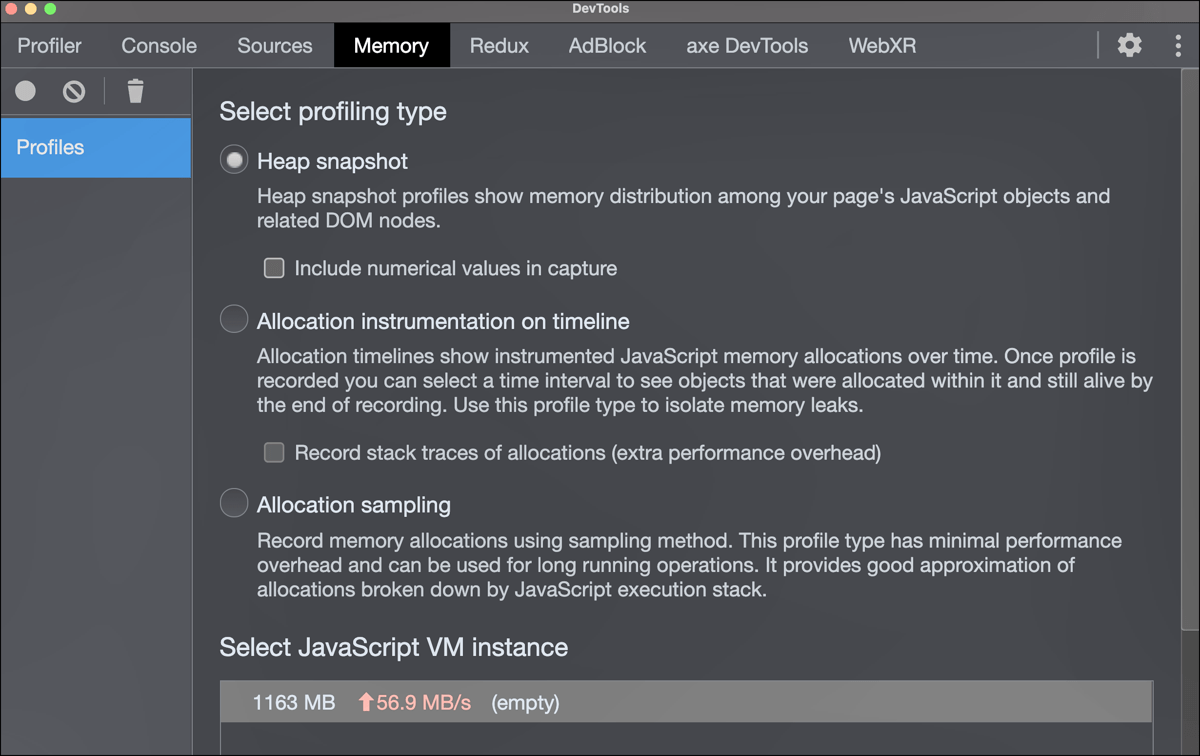 DevTools
Profiler Console Sources Memory Redux AdBlock axe DevTools WebXR
Profiles
Select profiling type
Heap snapshot
Heap snapshot profiles show memory distribution among your page's JavaScript objects and
related DOM nodes.
Include numerical values in capture
Allocation instrumentation on timeline
Allocation timelines show instrumented JavaScript memory allocations over time. Once profile is
recorded you can select a time interval to see objects that were allocated within it and still alive by
the end of recording. Use this profile type to isolate memory leaks.
Record stack traces of allocations (extra performance overhead)
Allocation sampling
Record memory allocations using sampling method. This profile type has minimal performance
overhead and can be used for long running operations. It provides good approximation of
allocations broken down by JavaScript execution stack.
Select JavaScript VM instance
1163 MB 56.9 MB/s (empty)